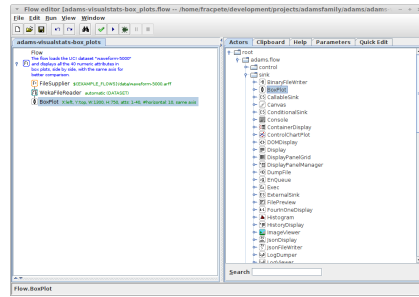 Flow editor [adams-visualstats-box_plots.flow -- /home/fracpete/development/projects/adamsfamily/adams/adams-
File Edit Run View Window
adams-visualstats-box_plots
Flow
The flow loads the UCI dataset "waveform-5000"
and displays all the 40 numeric attributes in
box plots, side by side, with the same axis for
better comparison.
FileSupplier ${EXAMPLE_FLOWS}/data/waveform-5000.arff
WekaFileReader automatic (DATASET)
BoxPlot X:left, Y:top, W:1000, H:750, atts: 1-40, #horizontal: 10, same axis
Actors Clipboard Help Parameters Quick Edit
root
adams.flow
control
sink
BinaryFileWriter
BoxPlot
CallableSink
Canvas
ConditionalSink
Console
ContainerDisplay
ControlChartPlot
DOMDisplay
Display
DisplayPanelGrid
DisplayPanelManager
DumpFile
EnQueue
Exec
ExternalSink
FilePreview
FourInOneDisplay
Histogram
HistoryDisplay
ImageViewer
JsonDisplay
JsonFileWriter
LogDumper
LogViewer
Search
Flow.BoxPlot